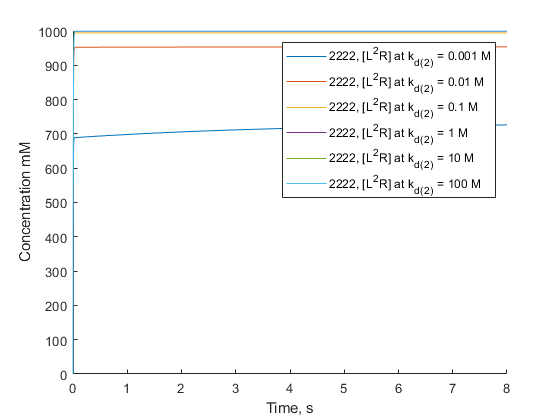 1000
900
800
700
600
500
400
300
200
100
0
Concentration mM
2222, [L²R] at k_d(2) = 0.001 M
2222, [L²R] at k_d(2) = 0.01 M
2222, [L²R] at k_d(2) = 0.1 M
2222, [L²R] at k_d(2) = 1 M
2222, [L²R] at k_d(2) = 10 M
2222, [L²R] at k_d(2) = 100 M
0 1 2 3 4 5 6 7 8
Time, s